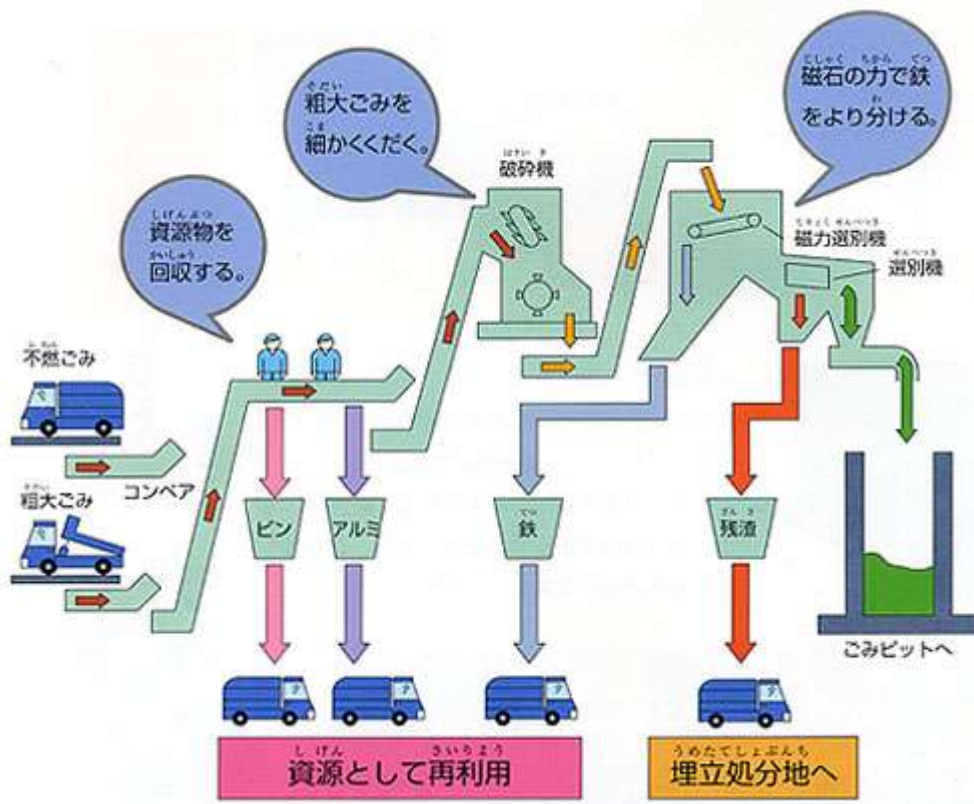 粗大ごみを
細かくくだく。
磁石の力で鉄
をより分ける。
資源物を
回収する。
破砕機
磁力選別機
選別機
不燃ごみ
コンベア
粗大ごみ
ビン
アルミ
鉄
残渣
ごみピットへ
資源として再利用
埋立処分地へ